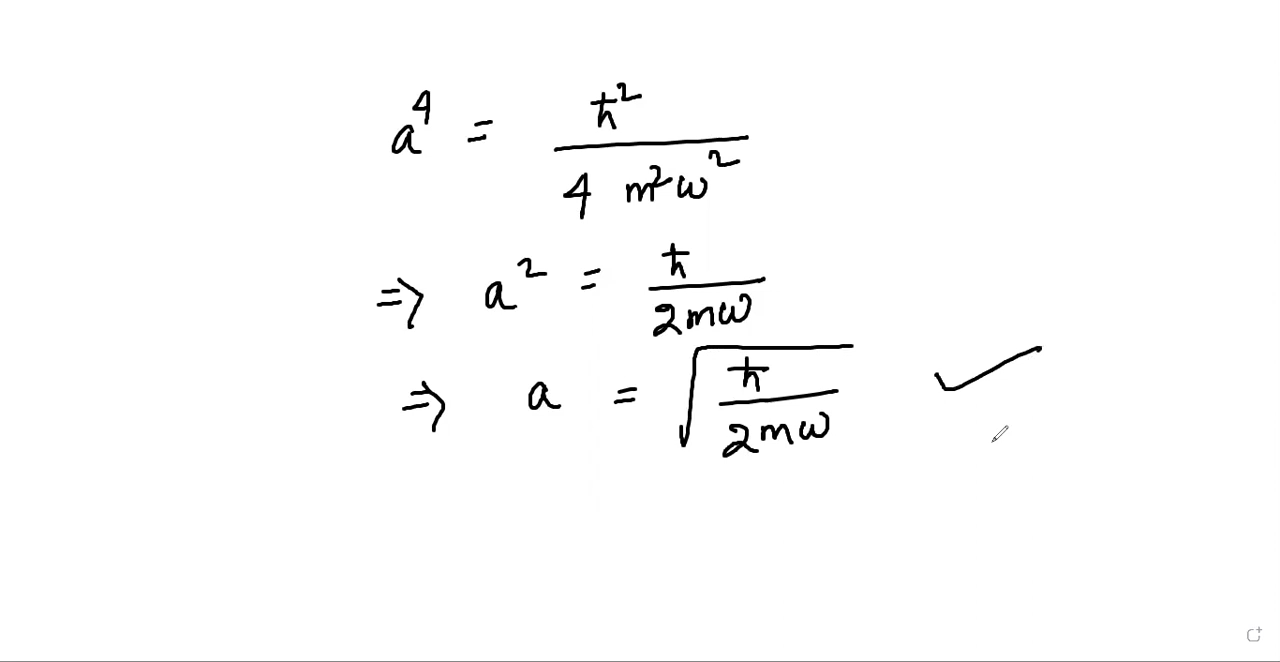 a⁴ = ħ² / 4 m²ω²
⇒ a² = ħ / 2mω
⇒ a = √(ħ / 2mω) ✓